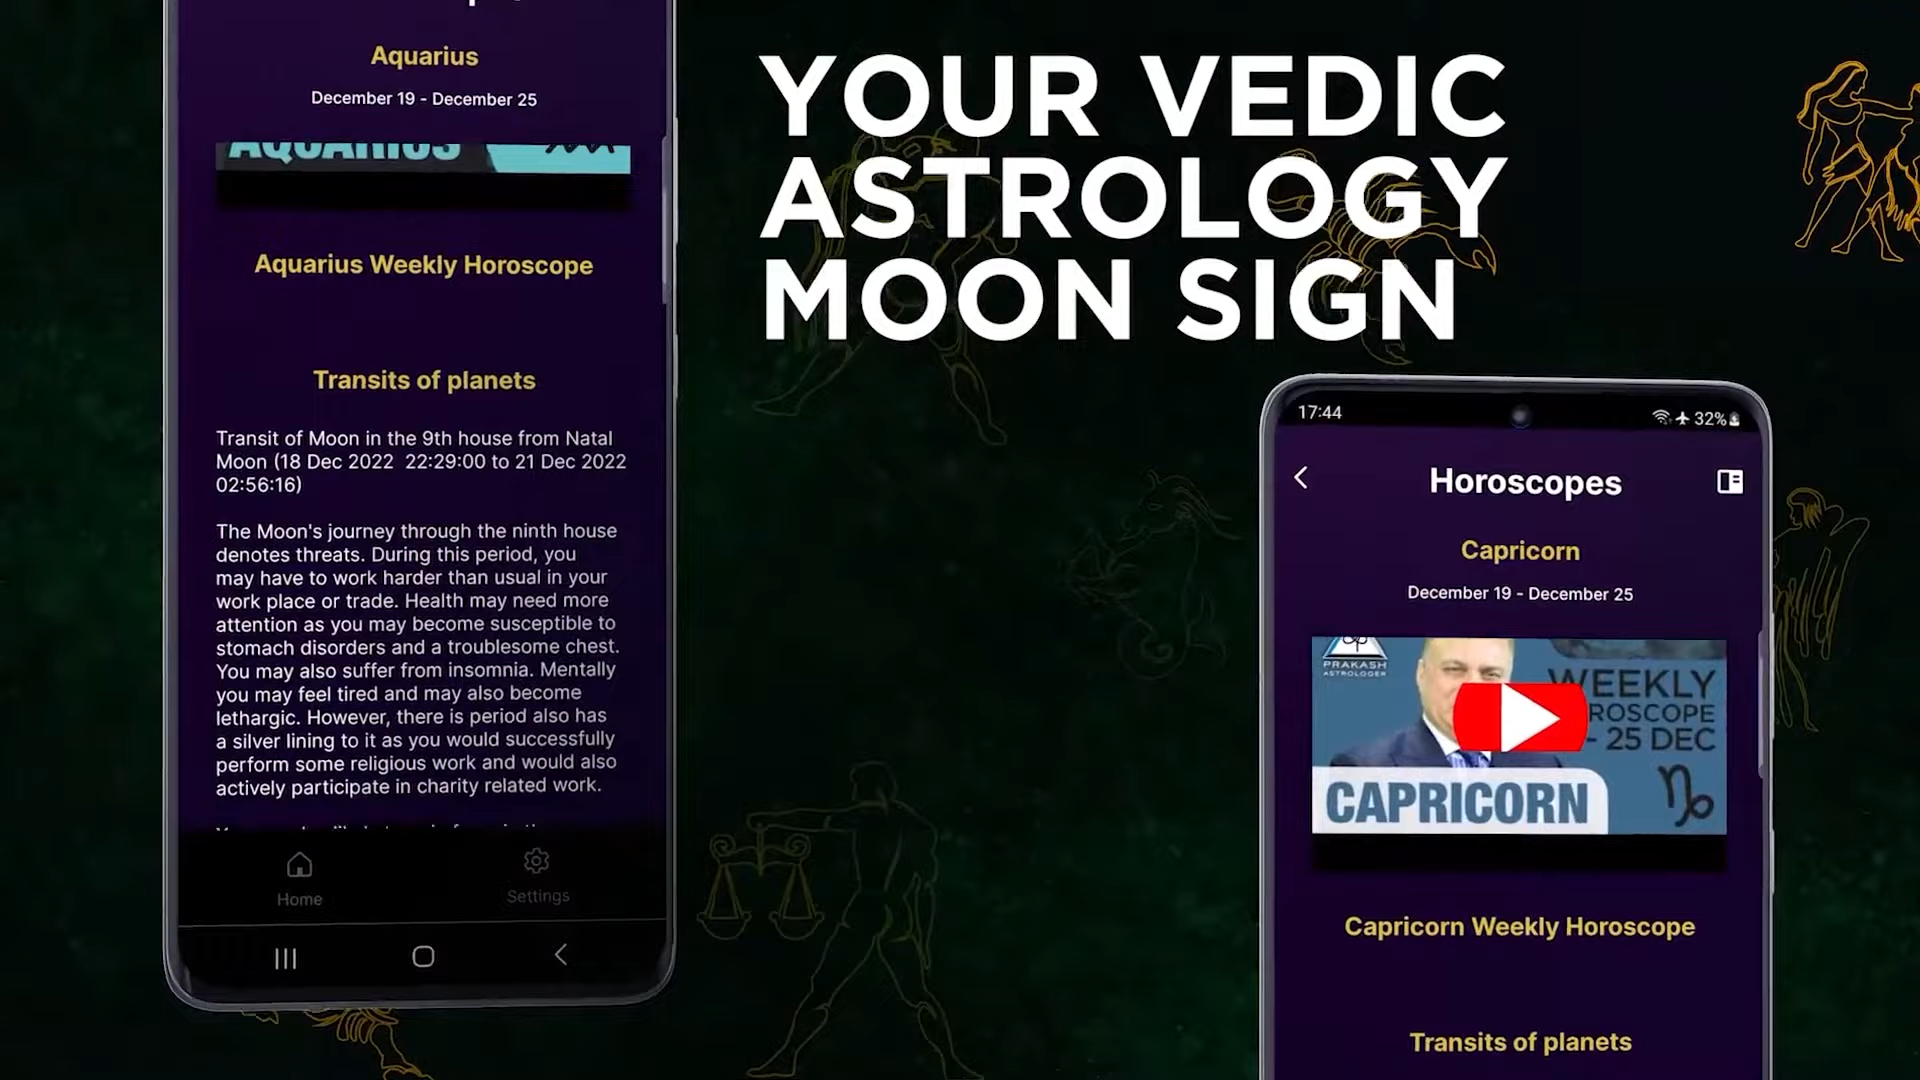 Aquarius
December 19 - December 25
AQUARIUS
Aquarius Weekly Horoscope
Transits of planets
Transit of Moon in the 9th house from Natal
Moon (18 Dec 2022 22:29:00 to 21 Dec 2022
02:56:16)
The Moon's journey through the ninth house
denotes threats. During this period, you
may have to work harder than usual in your
work place or trade. Health may need more
attention as you may become susceptible to
stomach disorders and a troublesome chest.
You may also suffer from insomnia. Mentally
you may feel tired and may also become
lethargic. However, there is period also has
a silver lining to it as you would successfully
perform some religious work and would also
actively participate in charity related work.
Home
Settings
YOUR VEDIC
ASTROLOGY
MOON SIGN
17:44
32%
Horoscopes
Capricorn
December 19 - December 25
PRAKASH
ASTROLOGER
WEEKLY
ROSCOPE
- 25 DEC
CAPRICORN
Capricorn Weekly Horoscope
Transits of planets